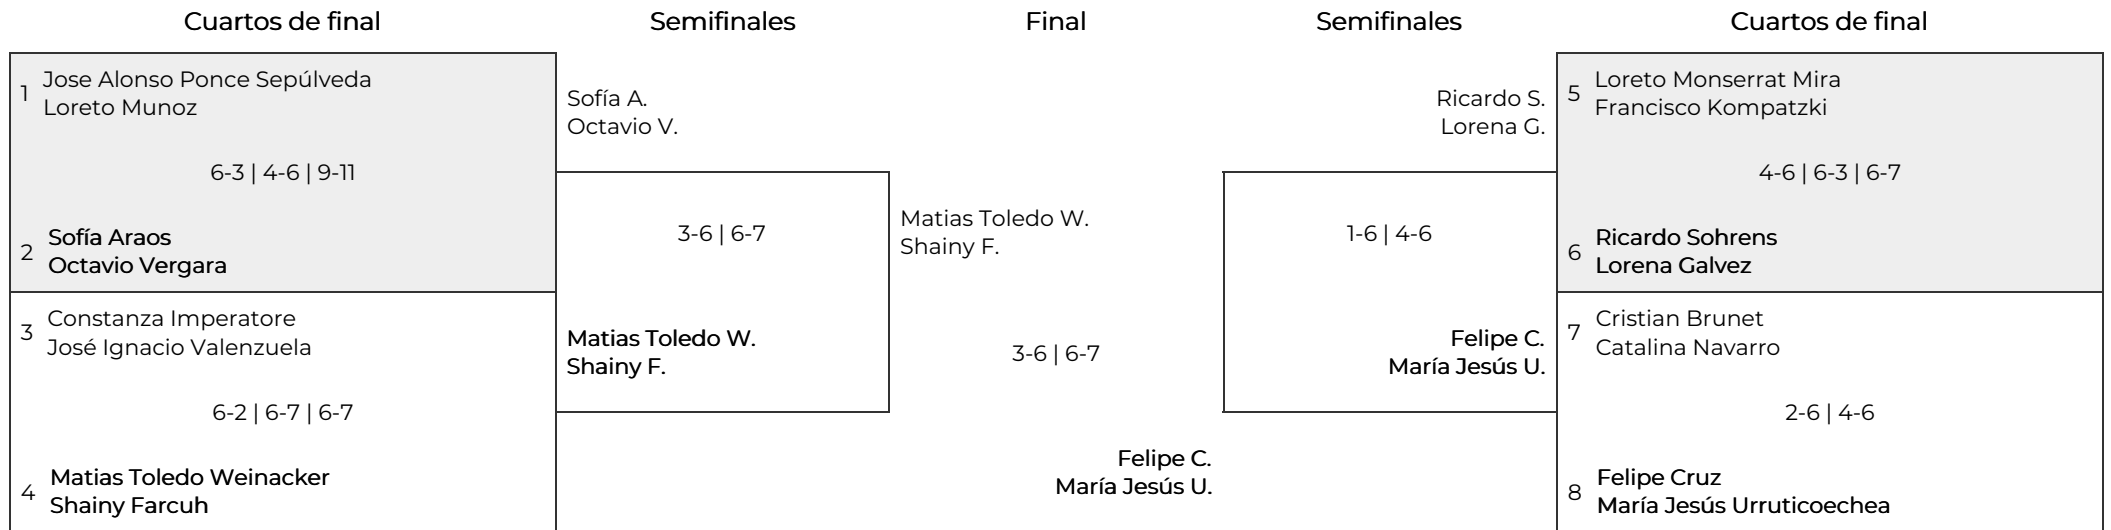 Cuartos de final
Semifinales
Final
Semifinales
Cuartos de final
1
Jose Alonso Ponce Sepúlveda
Loreto Munoz
6-3 | 4-6 | 9-11
2
Sofía Araos
Octavio Vergara
3
Constanza Imperatore
José Ignacio Valenzuela
6-2 | 6-7 | 6-7
4
Matias Toledo Weinacker
Shainy Farcuh
Sofía A.
Octavio V.
3-6 | 6-7
Matias Toledo W.
Shainy F.
Matias Toledo W.
Shainy F.
3-6 | 6-7
Felipe C.
María Jesús U.
Ricardo S.
Lorena G.
1-6 | 4-6
Felipe C.
María Jesús U.
5
Loreto Monserrat Mira
Francisco Kompatzki
4-6 | 6-3 | 6-7
6
Ricardo Sohrens
Lorena Galvez
7
Cristian Brunet
Catalina Navarro
2-6 | 4-6
8
Felipe Cruz
María Jesús Urruticoechea